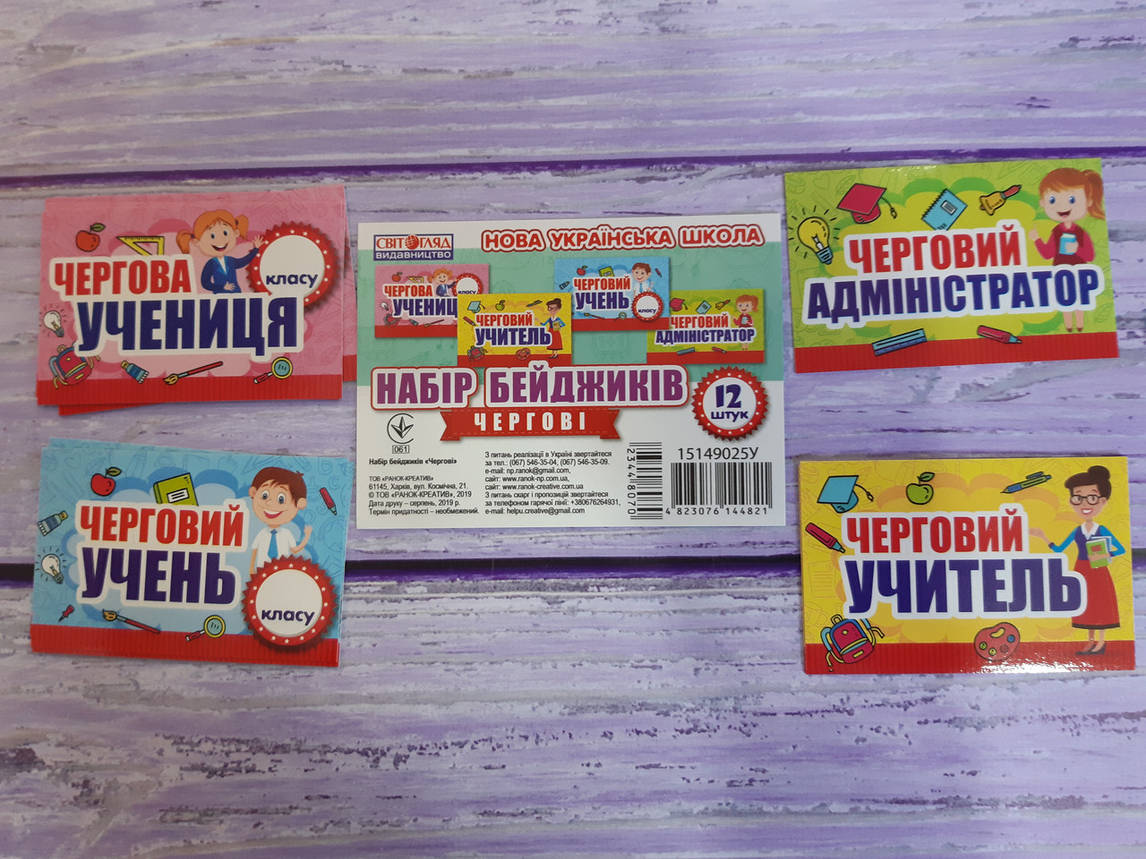 ЧЕРГОВА
УЧЕНИЦЯ
класу
ЧЕРГОВИЙ
УЧЕНЬ
класу
СВІТОГЛЯД
ВИДАВНИЦТВО
НОВА УКРАЇНСЬКА ШКОЛА
ЧЕРГОВА
УЧЕНИЦ
класу
ЧЕРГОВИЙ
УЧИТЕЛЬ
ЧЕРГОВИЙ
УЧЕНЬ
класу
ЧЕРГОВИЙ
АДМІНІСТРАТОР
НАБІР БЕЙДЖИКІВ
ЧЕРГОВІ
12
штук
061
Набір бейджиків «Чергові»
ТОВ «РАНОК-КРЕАТИВ»
61145, Харків, вул. Космічна, 21.
© ТОВ «РАНОК-КРЕАТИВ», 2019
Дата друку – серпень, 2019 р.
Термін придатності – необмежений.
З питань реалізації в Україні звертайтеся
за тел.: (067) 546-35-04, (067) 546-35-09.
e-mail: np.ranok@gmail.com,
сайт: www.ranok-np.com.ua,
сайт: www.ranok-creative.com.ua
З питань скарг і пропозицій звертайтеся
за телефоном гарячої лінії: +380676264931,
e-mail: helpu.creative@gmail.com
15149025У
4 823076 144821
ЧЕРГОВИЙ
АДМІНІСТРАТОР
ЧЕРГОВИЙ
УЧИТЕЛЬ